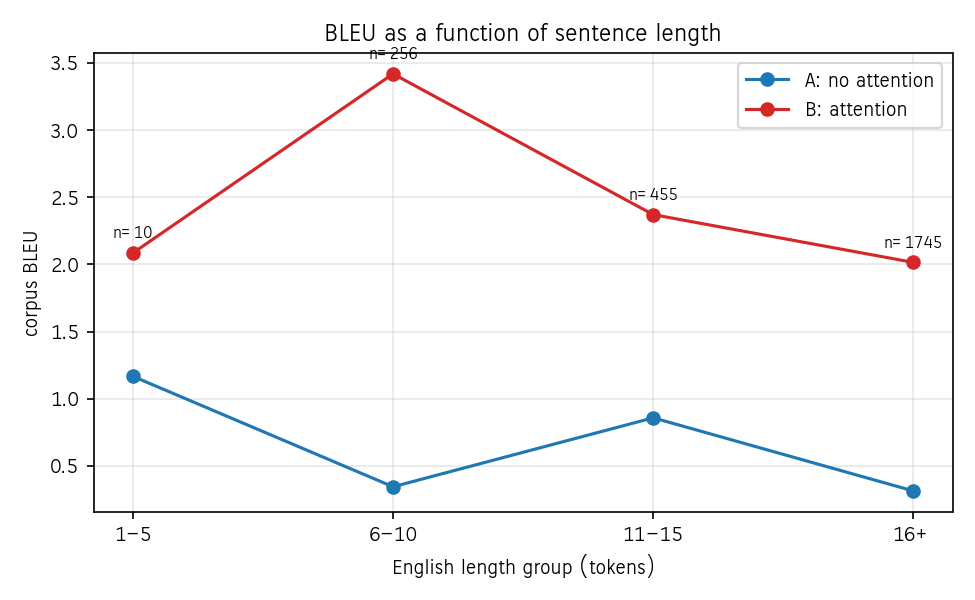 BLEU as a function of sentence length
n= 256
3.5
A: no attention
B: attention
3.0
2.5
n= 455
n= 10
n= 1745
2.0
1.5
1.0
0.5
corpus BLEU
1−5
6−10
11−15
16+
English length group (tokens)